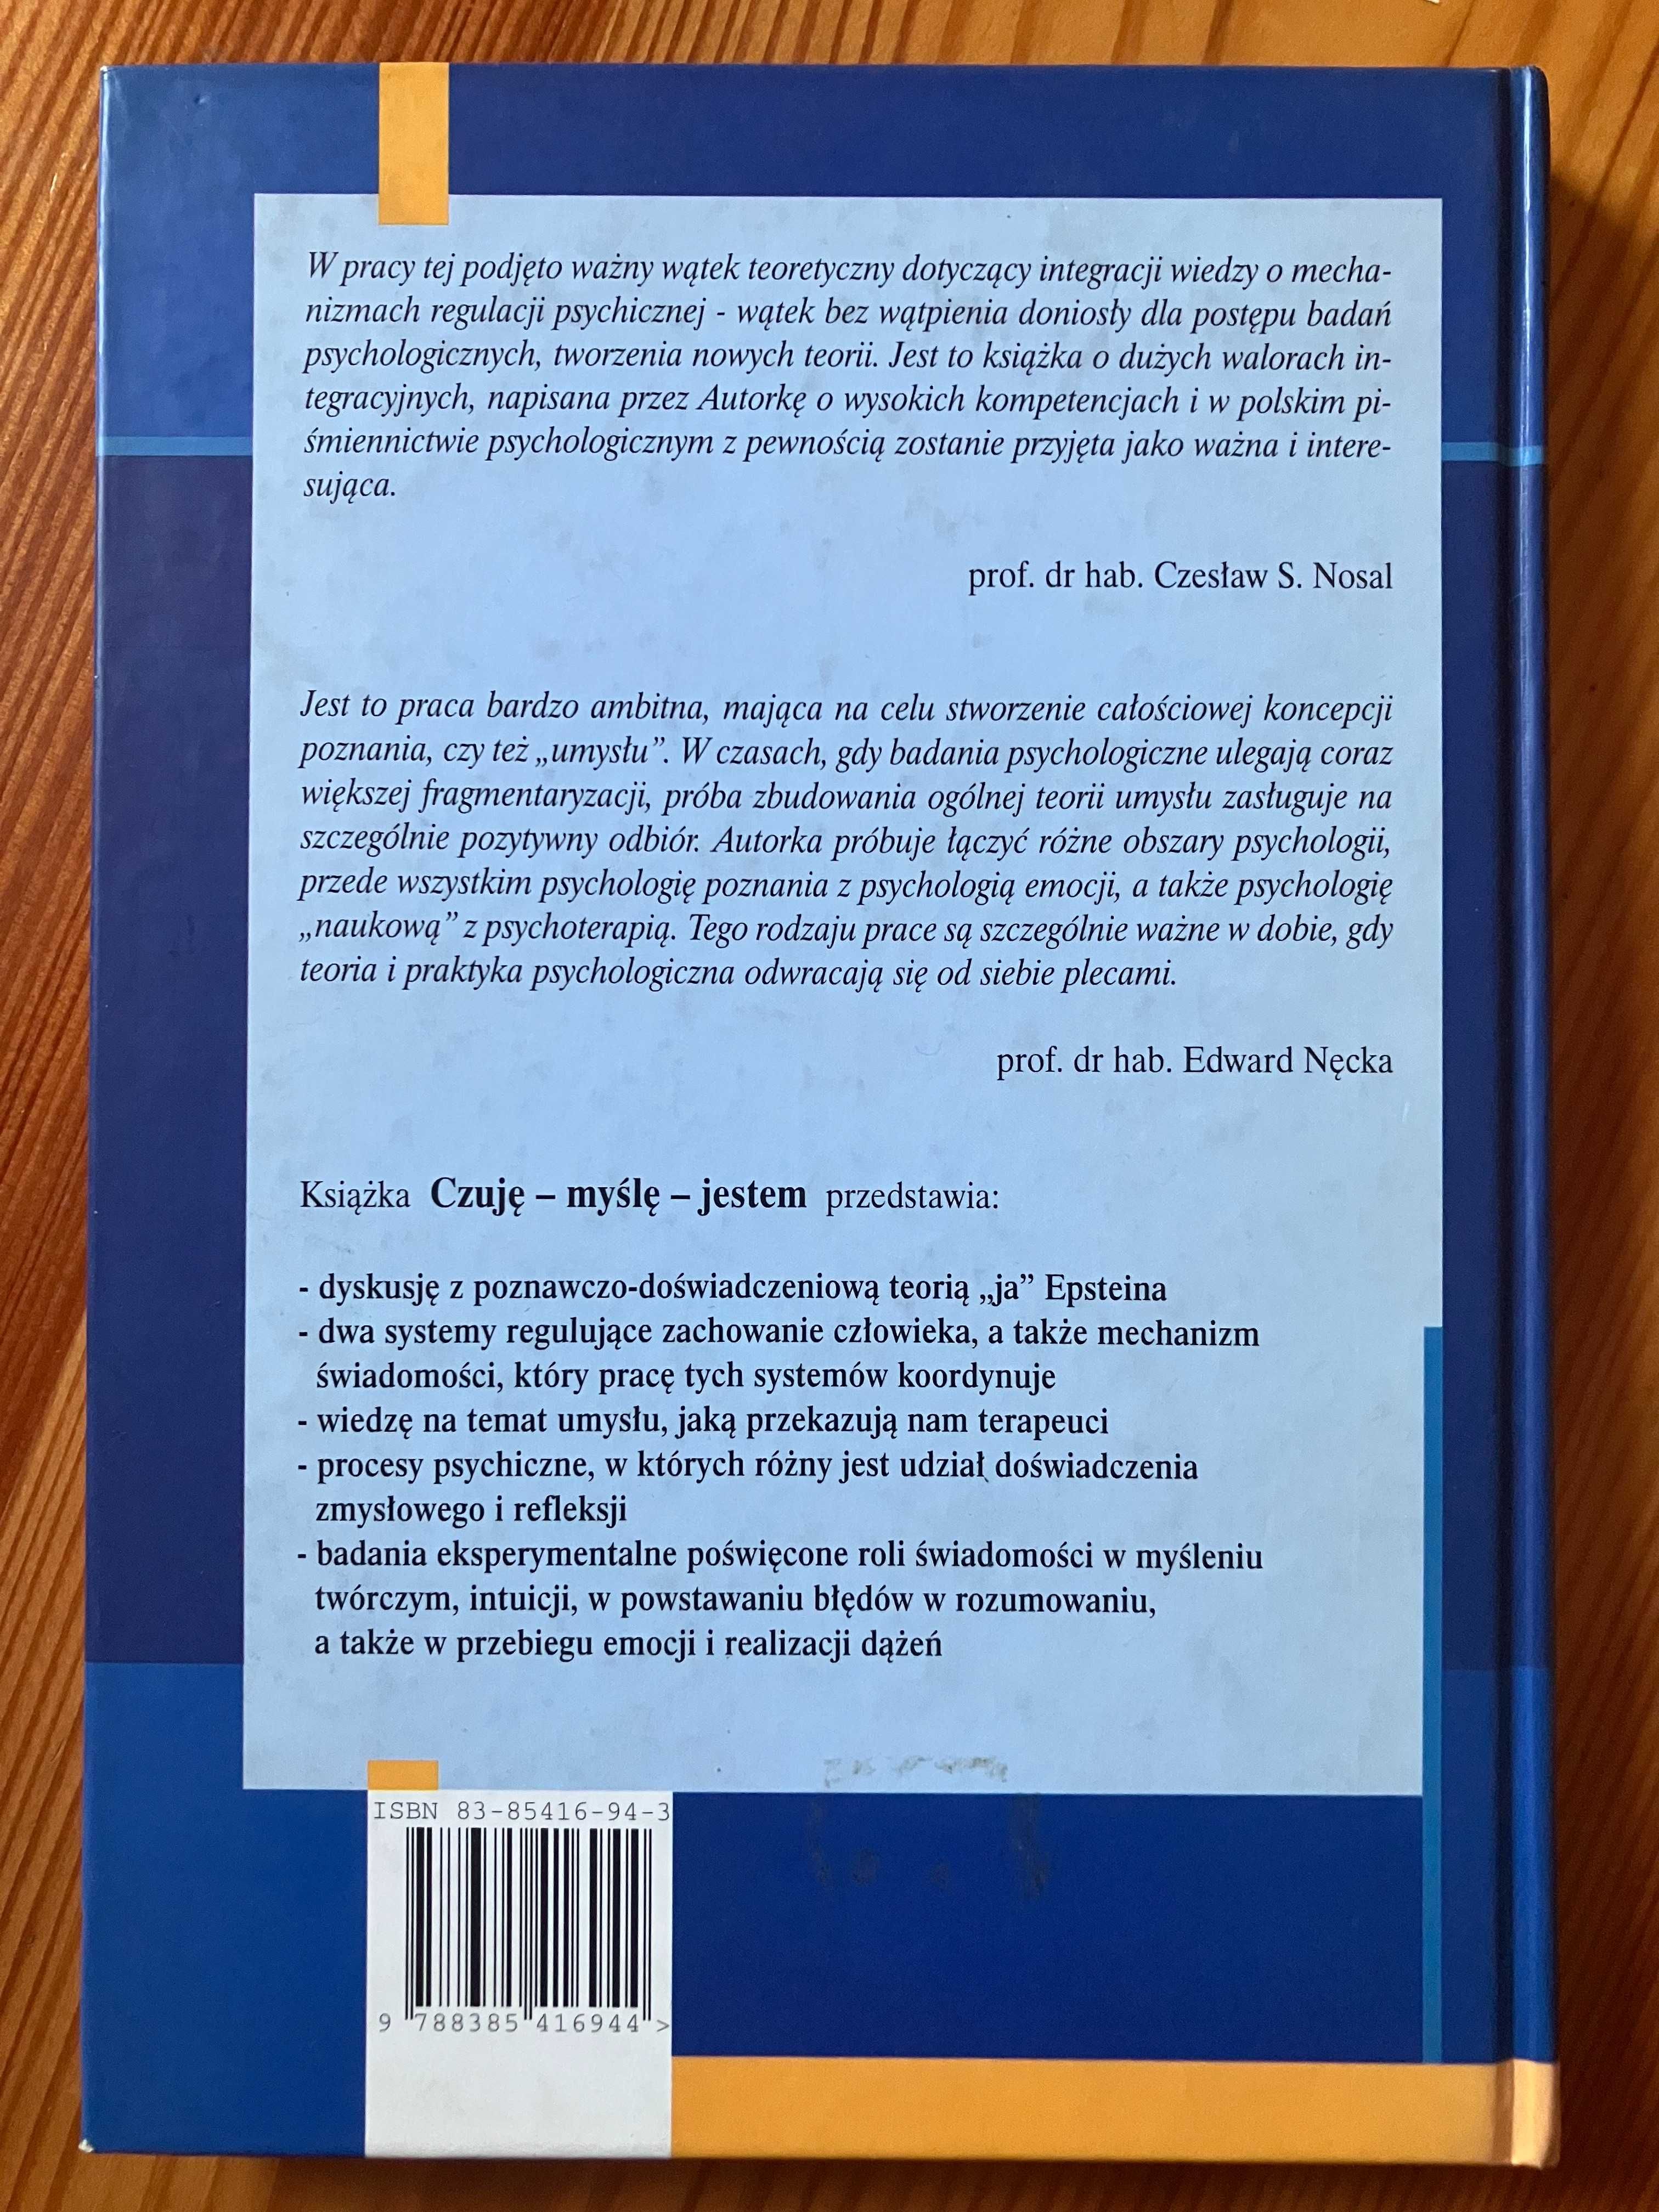 W pracy tej podjęto ważny wątek teoretyczny dotyczący integracji wiedzy o mecha-
nizmach regulacji psychicznej - wątek bez wątpienia doniosły dla postępu badań
psychologicznych, tworzenia nowych teorii. Jest to książka o dużych walorach in-
tegracyjnych, napisana przez Autorkę o wysokich kompetencjach i w polskim pi-
śmiennictwie psychologicznym z pewnością zostanie przyjęta jako ważna i intere-
sująca.
prof. dr hab. Czesław S. Nosal
Jest to praca bardzo ambitna, mająca na celu stworzenie całościowej koncepcji
poznania, czy też „umysłu”. W czasach, gdy badania psychologiczne ulegają coraz
większej fragmentaryzacji, próba zbudowania ogólnej teorii umysłu zasługuje na
szczególnie pozytywny odbiór. Autorka próbuje łączyć różne obszary psychologii,
przede wszystkim psychologię poznania z psychologią emocji, a także psychologię
„naukową” z psychoterapią. Tego rodzaju prace są szczególnie ważne w dobie, gdy
teoria i praktyka psychologiczna odwracają się od siebie plecami.
prof. dr hab. Edward Nęcka
Książka Czuję – myślę – jestem przedstawia:
- dyskusję z poznawczo-doświadczeniową teorią „ja” Epsteina
- dwa systemy regulujące zachowanie człowieka, a także mechanizm
świadomości, który pracę tych systemów koordynuje
- wiedzę na temat umysłu, jaką przekazują nam terapeuci
- procesy psychiczne, w których różny jest udział doświadczenia
zmysłowego i refleksji
- badania eksperymentalne poświęcone roli świadomości w myśleniu
twórczym, intuicji, w powstawaniu błędów w rozumowaniu,
a także w przebiegu emocji i realizacji dążeń
ISBN 83-85416-94-3
9 788385 416944 >